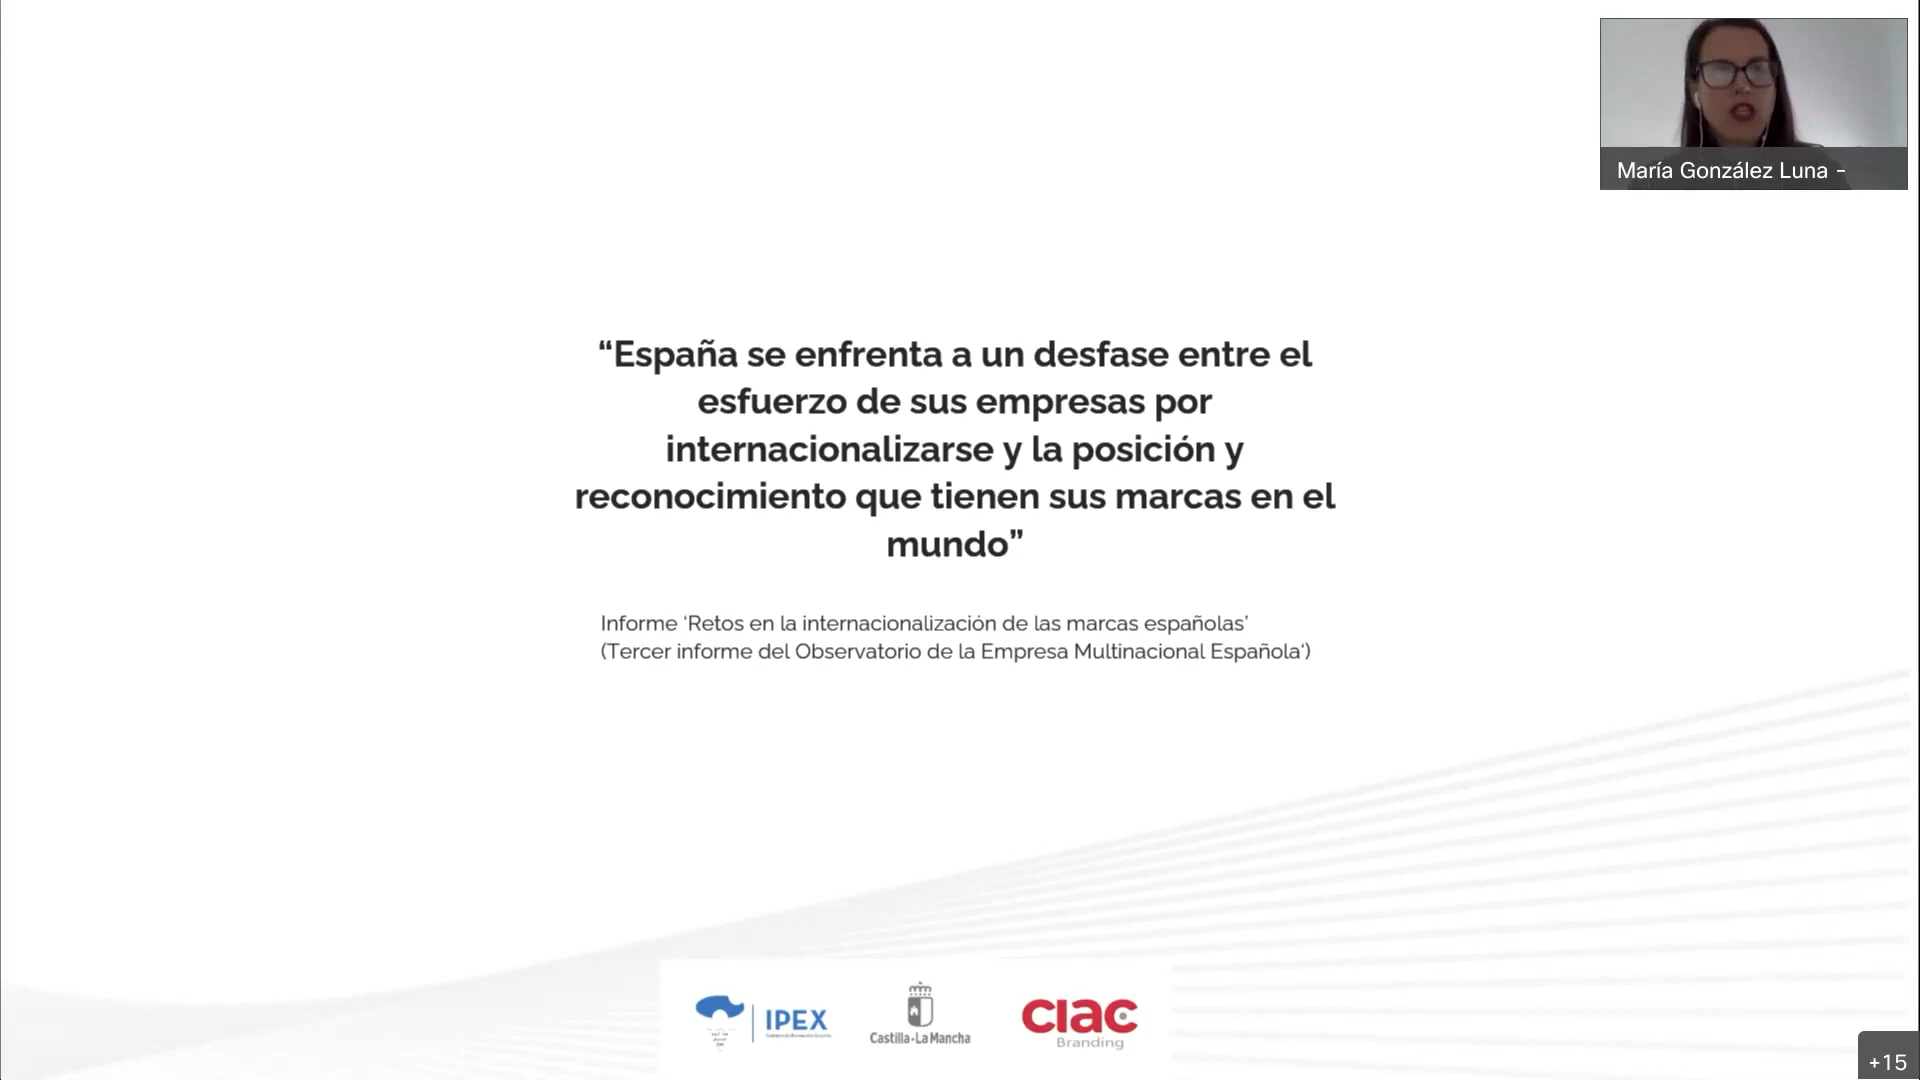 María González Luna -
“España se enfrenta a un desfase entre el
esfuerzo de sus empresas por
internacionalizarse y la posición y
reconocimiento que tienen sus marcas en el
mundo”
Informe ‘Retos en la internacionalización de las marcas españolas’
(Tercer informe del Observatorio de la Empresa Multinacional Española‘)
IPEX
Castilla-La Mancha
CIAC
Branding
+15